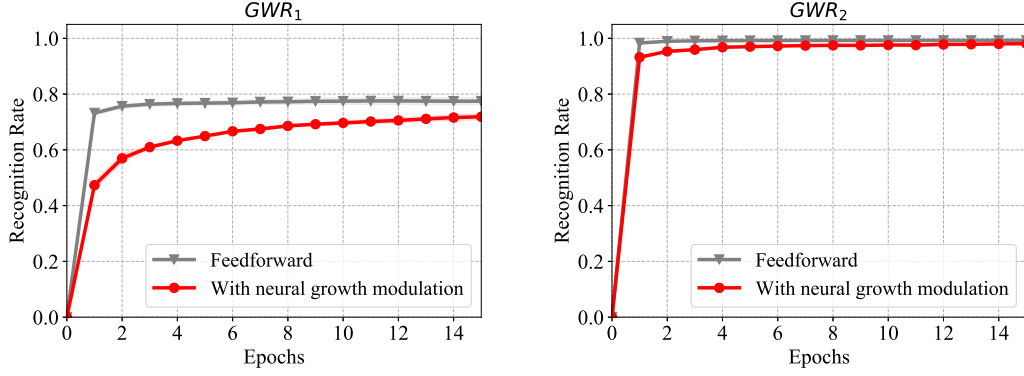 GWR₁
Recognition Rate
1.0
0.8
0.6
0.4
0.2
0.0
Feedforward
With neural growth modulation
0 2 4 6 8 10 12 14
Epochs
GWR₂
Recognition Rate
1.0
0.8
0.6
0.4
0.2
0.0
Feedforward
With neural growth modulation
0 2 4 6 8 10 12 14
Epochs